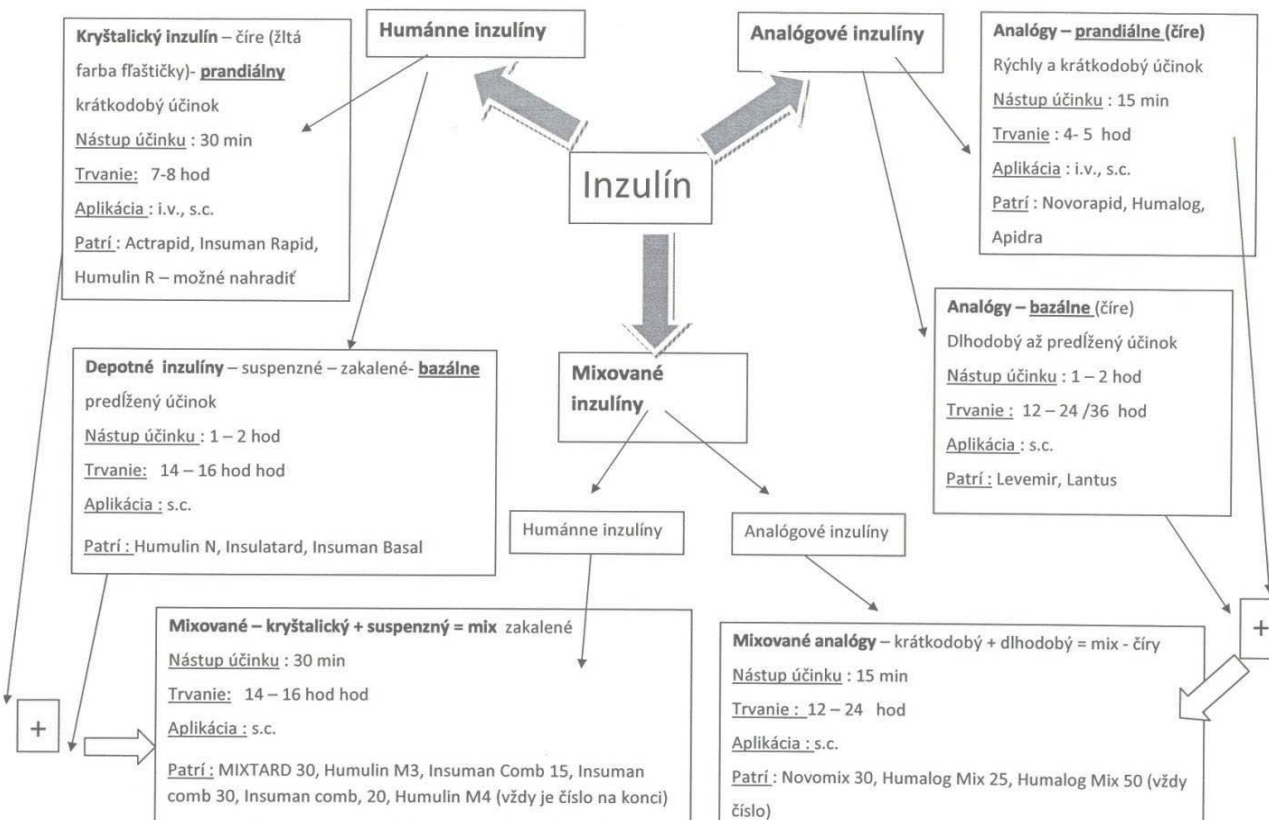 Humánne inzulíny
Analógové inzulíny
Inzulín
Kryštalický inzulín – číre (žltá
farba fľaštičky)- prandiálny
krátkodobý účinok
Nástup účinku : 30 min
Trvanie: 7-8 hod
Aplikácia : i.v., s.c.
Patrí : Actrapid, Insuman Rapid,
Humulin R – možné nahradiť
Analógy – prandiálne (číre)
Rýchly a krátkodobý účinok
Nástup účinku : 15 min
Trvanie : 4- 5 hod
Aplikácia : i.v., s.c.
Patrí : Novorapid, Humalog,
Apidra
Depotné inzulíny – suspenzné – zakalené- bazálne
predĺžený účinok
Nástup účinku : 1 – 2 hod
Trvanie: 14 – 16 hod hod
Aplikácia : s.c.
Patrí : Humulin N, Insulatard, Insuman Basal
Mixované
inzulíny
Analógy – bazálne (číre)
Dlhodobý až predĺžený účinok
Nástup účinku : 1 – 2 hod
Trvanie : 12 – 24 /36 hod
Aplikácia : s.c.
Patrí : Levemir, Lantus
Humánne inzulíny
Analógové inzulíny
+
Mixované – kryštalický + suspenzný = mix zakalené
Nástup účinku : 30 min
Trvanie: 14 – 16 hod hod
Aplikácia : s.c.
Patrí : MIXTARD 30, Humulin M3, Insuman Comb 15, Insuman
comb 30, Insuman comb, 20, Humulin M4 (vždy je číslo na konci)
+
Mixované analógy – krátkodobý + dlhodobý = mix - číry
Nástup účinku : 15 min
Trvanie : 12 – 24 hod
Aplikácia : s.c.
Patrí : Novomix 30, Humalog Mix 25, Humalog Mix 50 (vždy
číslo)